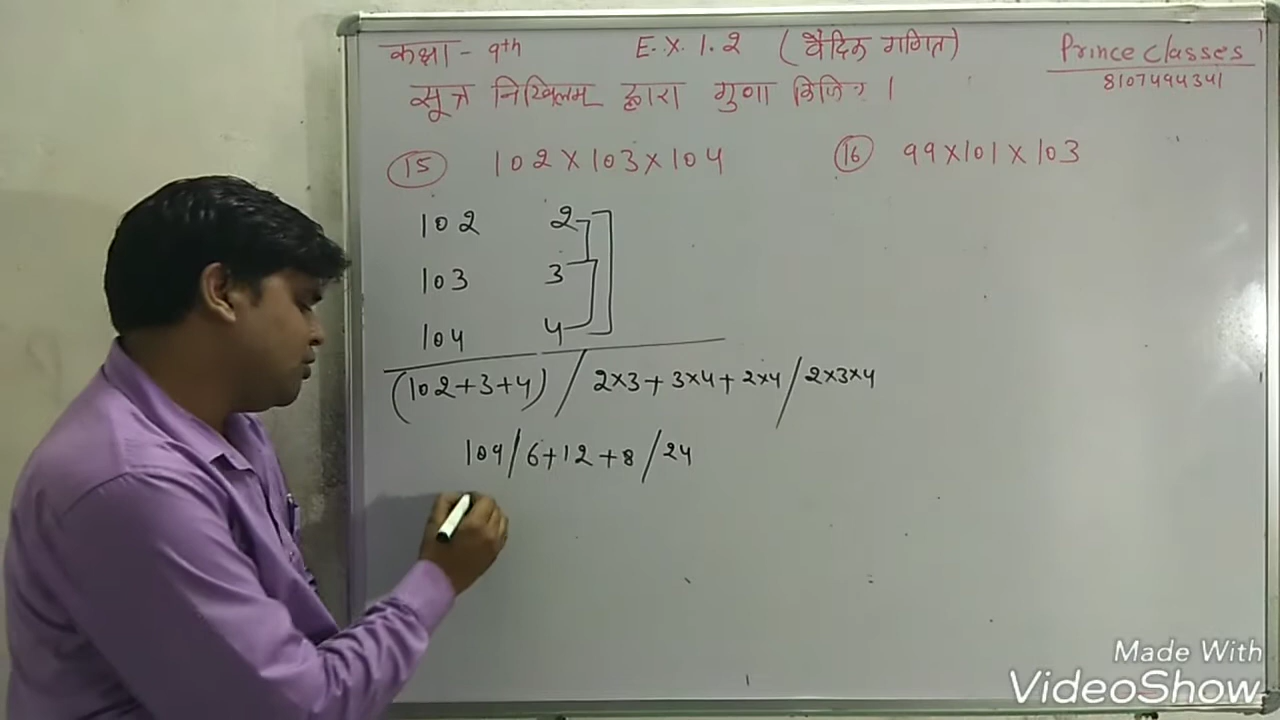 कक्षा - 9th E.X. 1.2 (वैदिक गणित)
Prince Classes
8107494341
सूत्र निखिलम् द्वारा गुणा किजिए।
15 102×103×104
16 99×101×103
102 2
103 3
104 4
(102+3+4) / 2×3+3×4+2×4 / 2×3×4
109/6+12+8/24
Made With
VideoShow